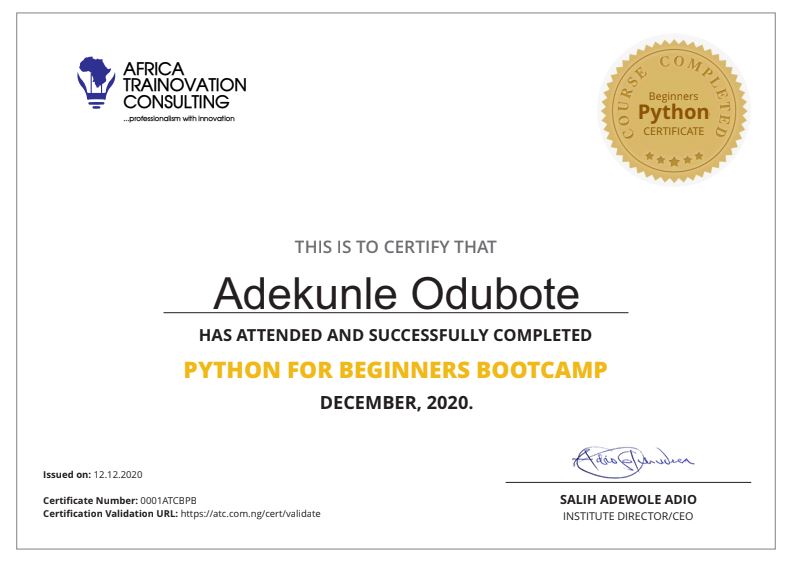 AFRICA
TRAINOVATION
CONSULTING
...professionalism with innovation
COURSE COMPLETED
Beginners
Python
CERTIFICATE
THIS IS TO CERTIFY THAT
Adekunle Odubote
HAS ATTENDED AND SUCCESSFULLY COMPLETED
PYTHON FOR BEGINNERS BOOTCAMP
DECEMBER, 2020.
Issued on: 12.12.2020
Certificate Number: 0001ATCBPB
Certification Validation URL: https://atc.com.ng/cert/validate
SALIH ADEWOLE ADIO
INSTITUTE DIRECTOR/CEO